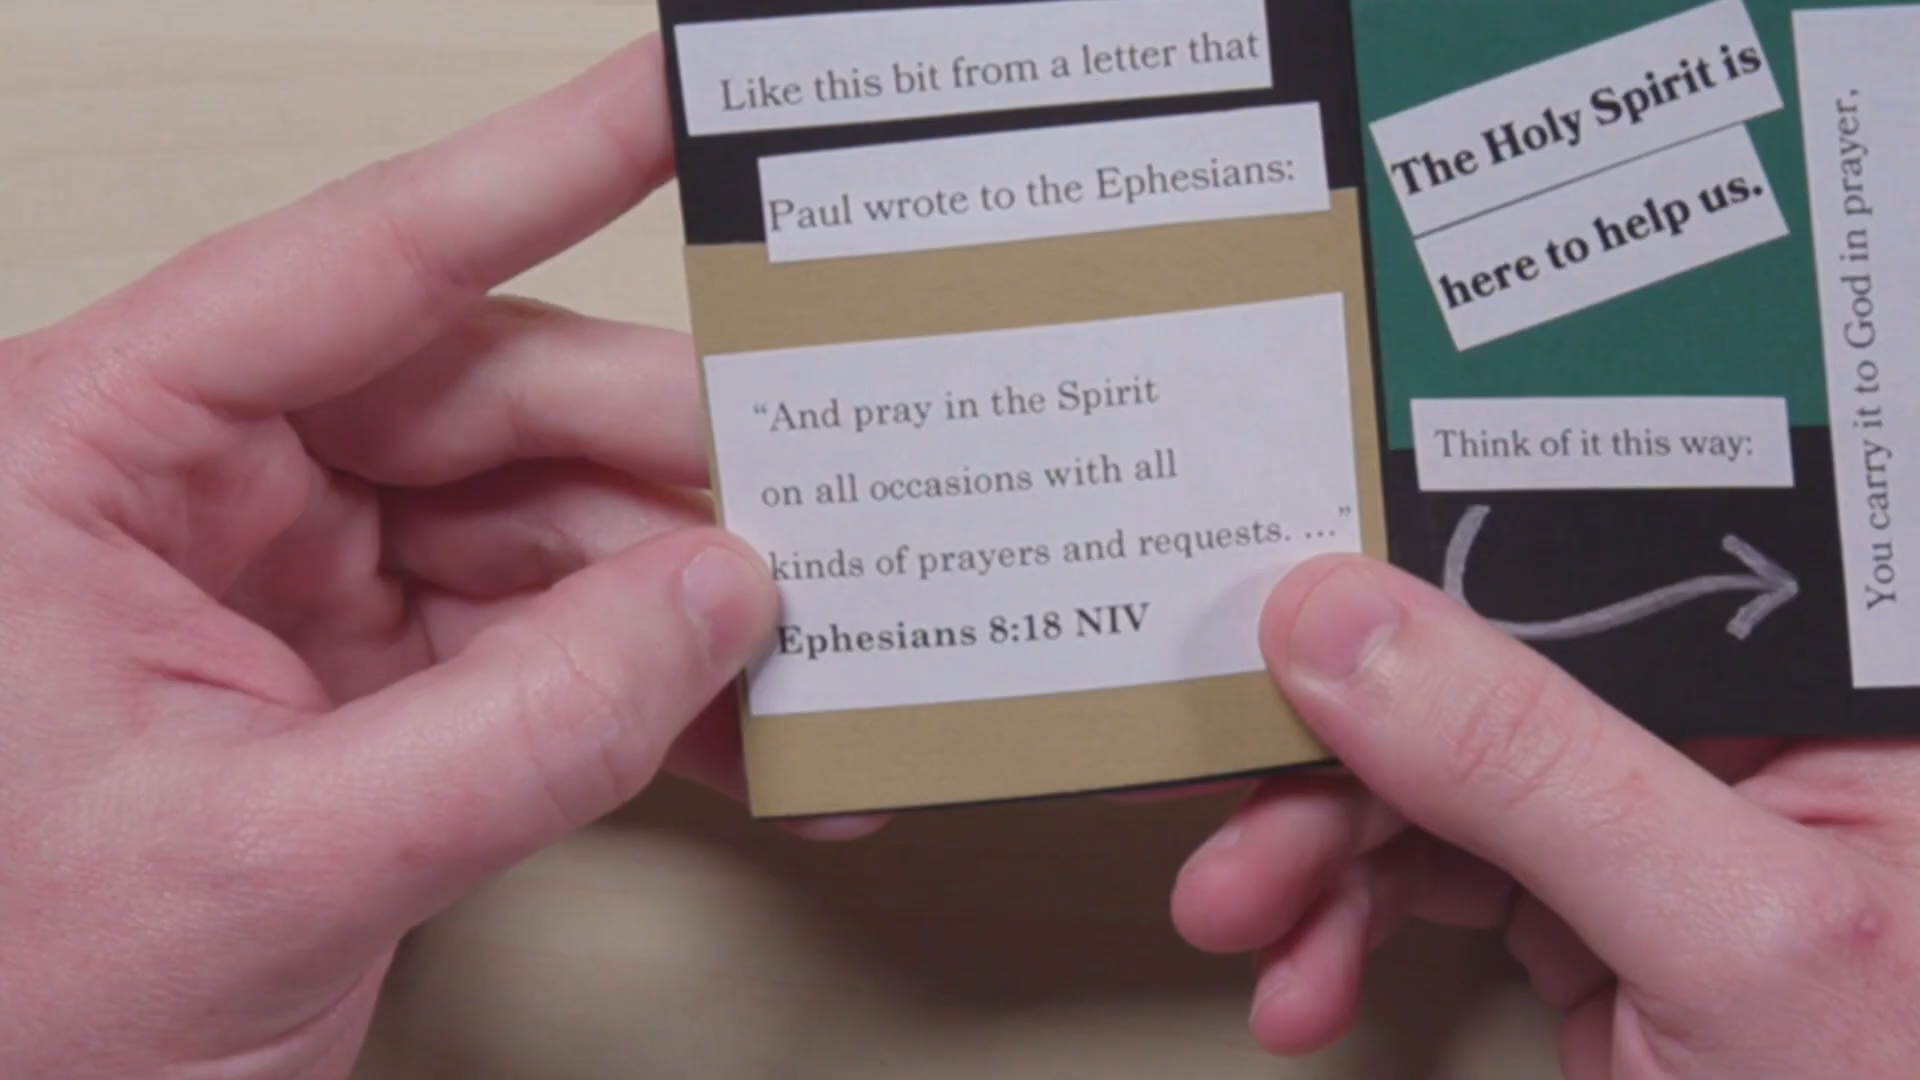 Like this bit from a letter that
Paul wrote to the Ephesians:
“And pray in the Spirit
on all occasions with all
kinds of prayers and requests. ...”
Ephesians 8:18 NIV
The Holy Spirit is
here to help us.
Think of it this way:
You carry it to God in prayer,